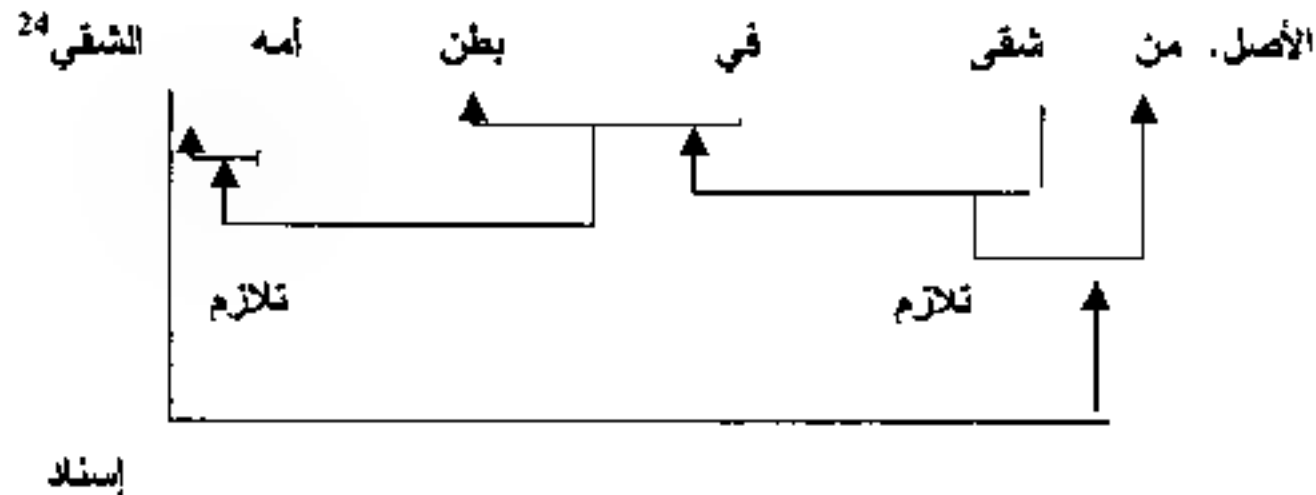 الأصل. من شقى في بطن أمه الشقي24
تلازم تلازم
إسناد